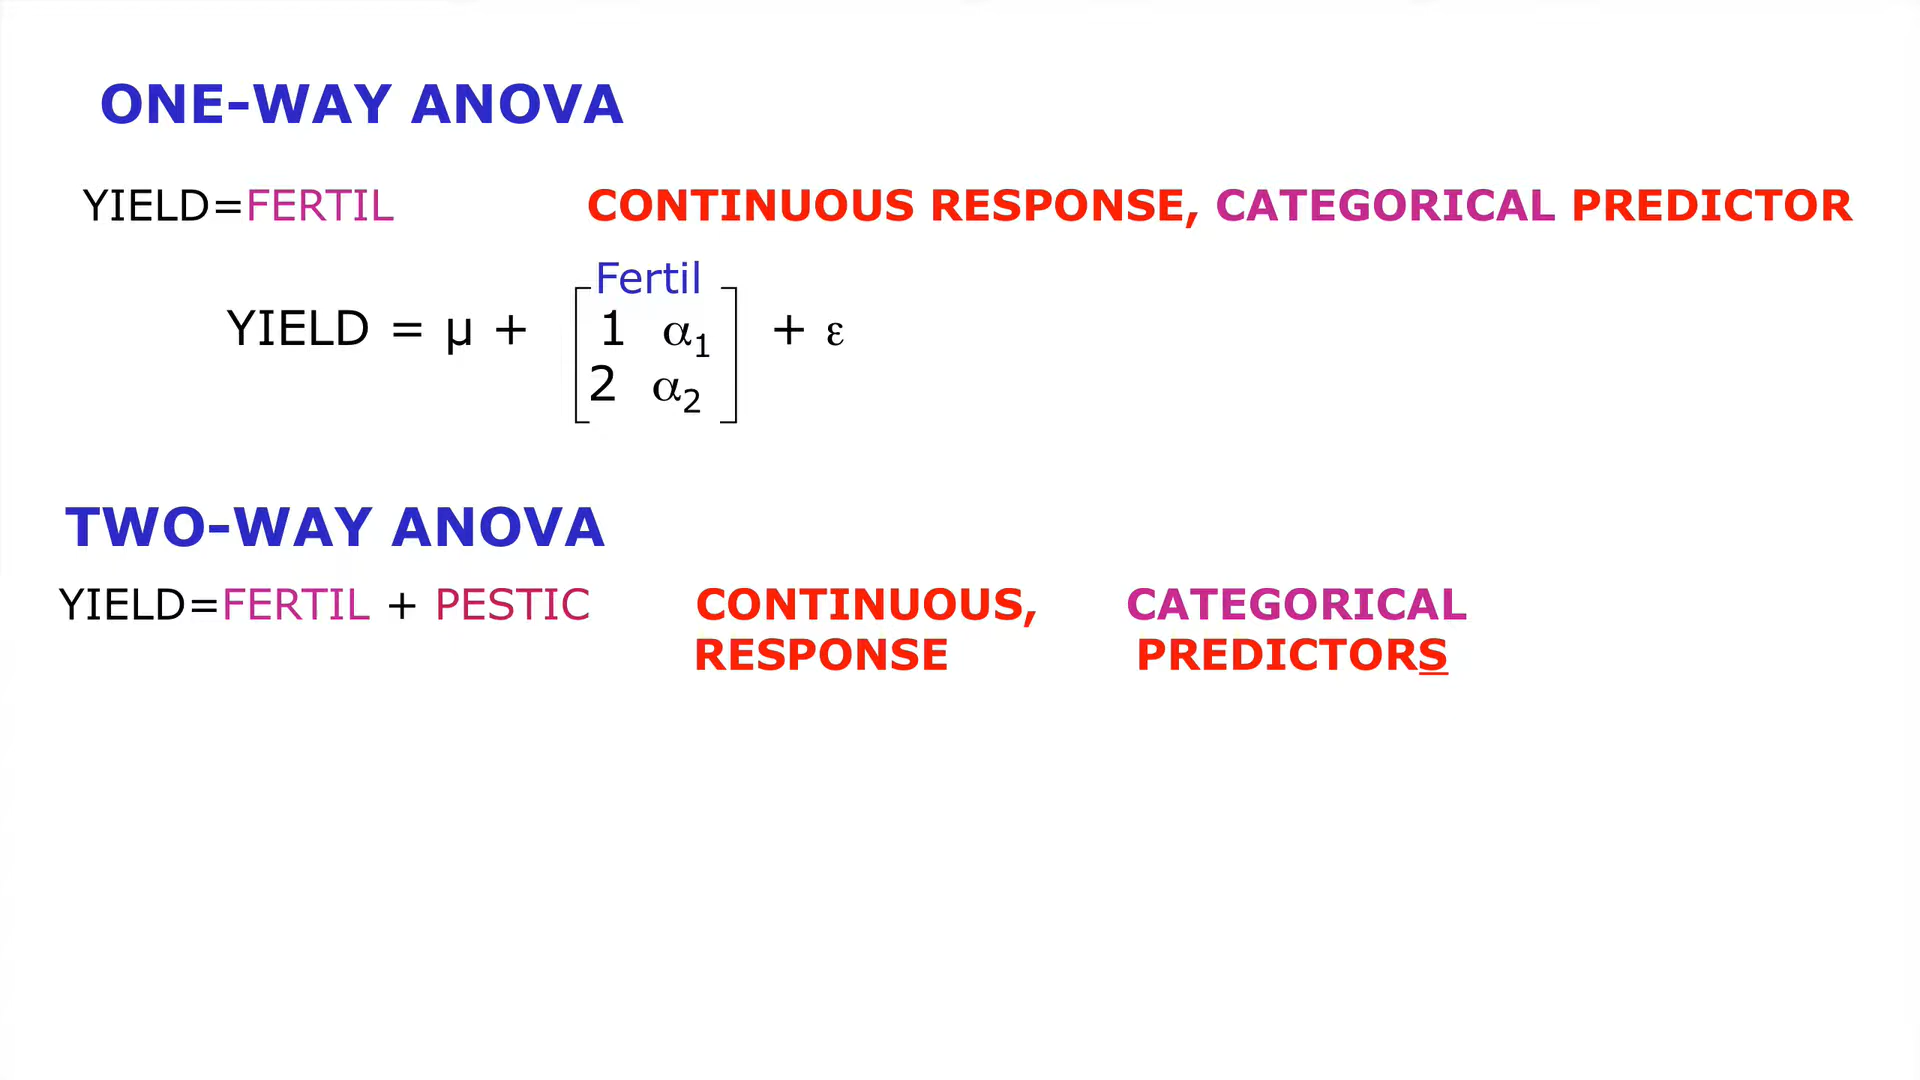 ONE-WAY ANOVA
YIELD=FERTIL CONTINUOUS RESPONSE, CATEGORICAL PREDICTOR
Fertil
YIELD = μ + 1 α₁ + ε
2 α₂
TWO-WAY ANOVA
YIELD=FERTIL + PESTIC CONTINUOUS, CATEGORICAL
RESPONSE PREDICTORS